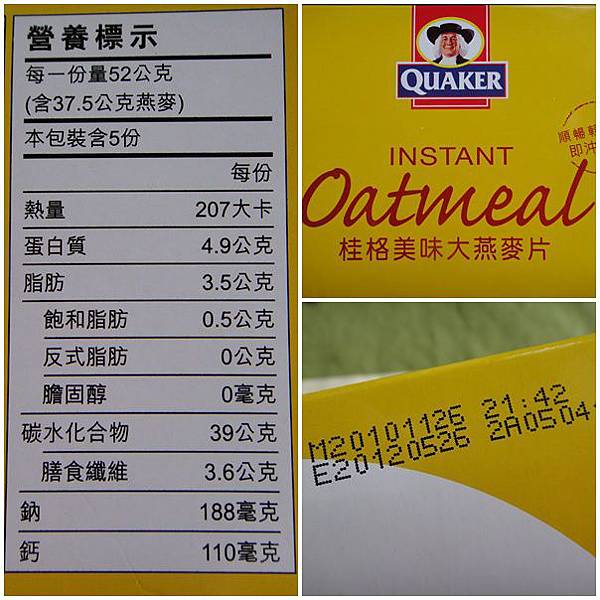 營養標示
每一份量52公克
(含37.5公克燕麥)
本包裝含5份
每份
熱量 207大卡
蛋白質 4.9公克
脂肪 3.5公克
飽和脂肪 0.5公克
反式脂肪 0公克
膽固醇 0毫克
碳水化合物 39公克
膳食纖維 3.6公克
鈉 188毫克
鈣 110毫克
QUAKER
順暢
即沖
INSTANT
Oatmeal
桂格美味大燕麥片
M20101126 21:42
E20120526 2A0504